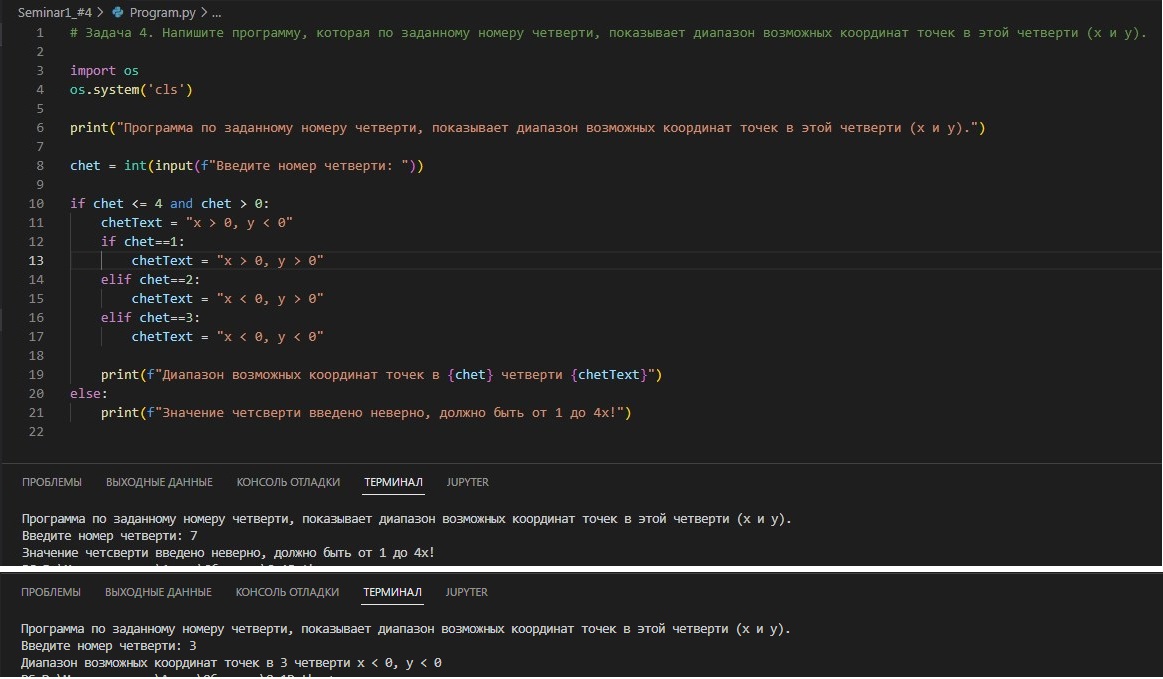 Seminar1_#4 > Program.py > ...
1 # Задача 4. Напишите программу, которая по заданному номеру четверти, показывает диапазон возможных координат точек в этой четверти (x и y).
2
3 import os
4 os.system('cls')
5
6 print("Программа по заданному номеру четверти, показывает диапазон возможных координат точек в этой четверти (x и y).")
7
8 chet = int(input(f"Введите номер четверти: "))
9
10 if chet <= 4 and chet > 0:
11 chetText = "x > 0, y < 0"
12 if chet==1:
13 chetText = "x > 0, y > 0"
14 elif chet==2:
15 chetText = "x < 0, y > 0"
16 elif chet==3:
17 chetText = "x < 0, y < 0"
18
19 print(f"Диапазон возможных координат точек в {chet} четверти {chetText}")
20 else:
21 print(f"Значение четсверти введено неверно, должно быть от 1 до 4х!")
22
ПРОБЛЕМЫ ВЫХОДНЫЕ ДАННЫЕ КОНСОЛЬ ОТЛАДКИ ТЕРМИНАЛ JUPYTER
Программа по заданному номеру четверти, показывает диапазон возможных координат точек в этой четверти (x и y).
Введите номер четверти: 7
Значение четсверти введено неверно, должно быть от 1 до 4х!
ПРОБЛЕМЫ ВЫХОДНЫЕ ДАННЫЕ КОНСОЛЬ ОТЛАДКИ ТЕРМИНАЛ JUPYTER
Программа по заданному номеру четверти, показывает диапазон возможных координат точек в этой четверти (x и y).
Введите номер четверти: 3
Диапазон возможных координат точек в 3 четверти x < 0, y < 0